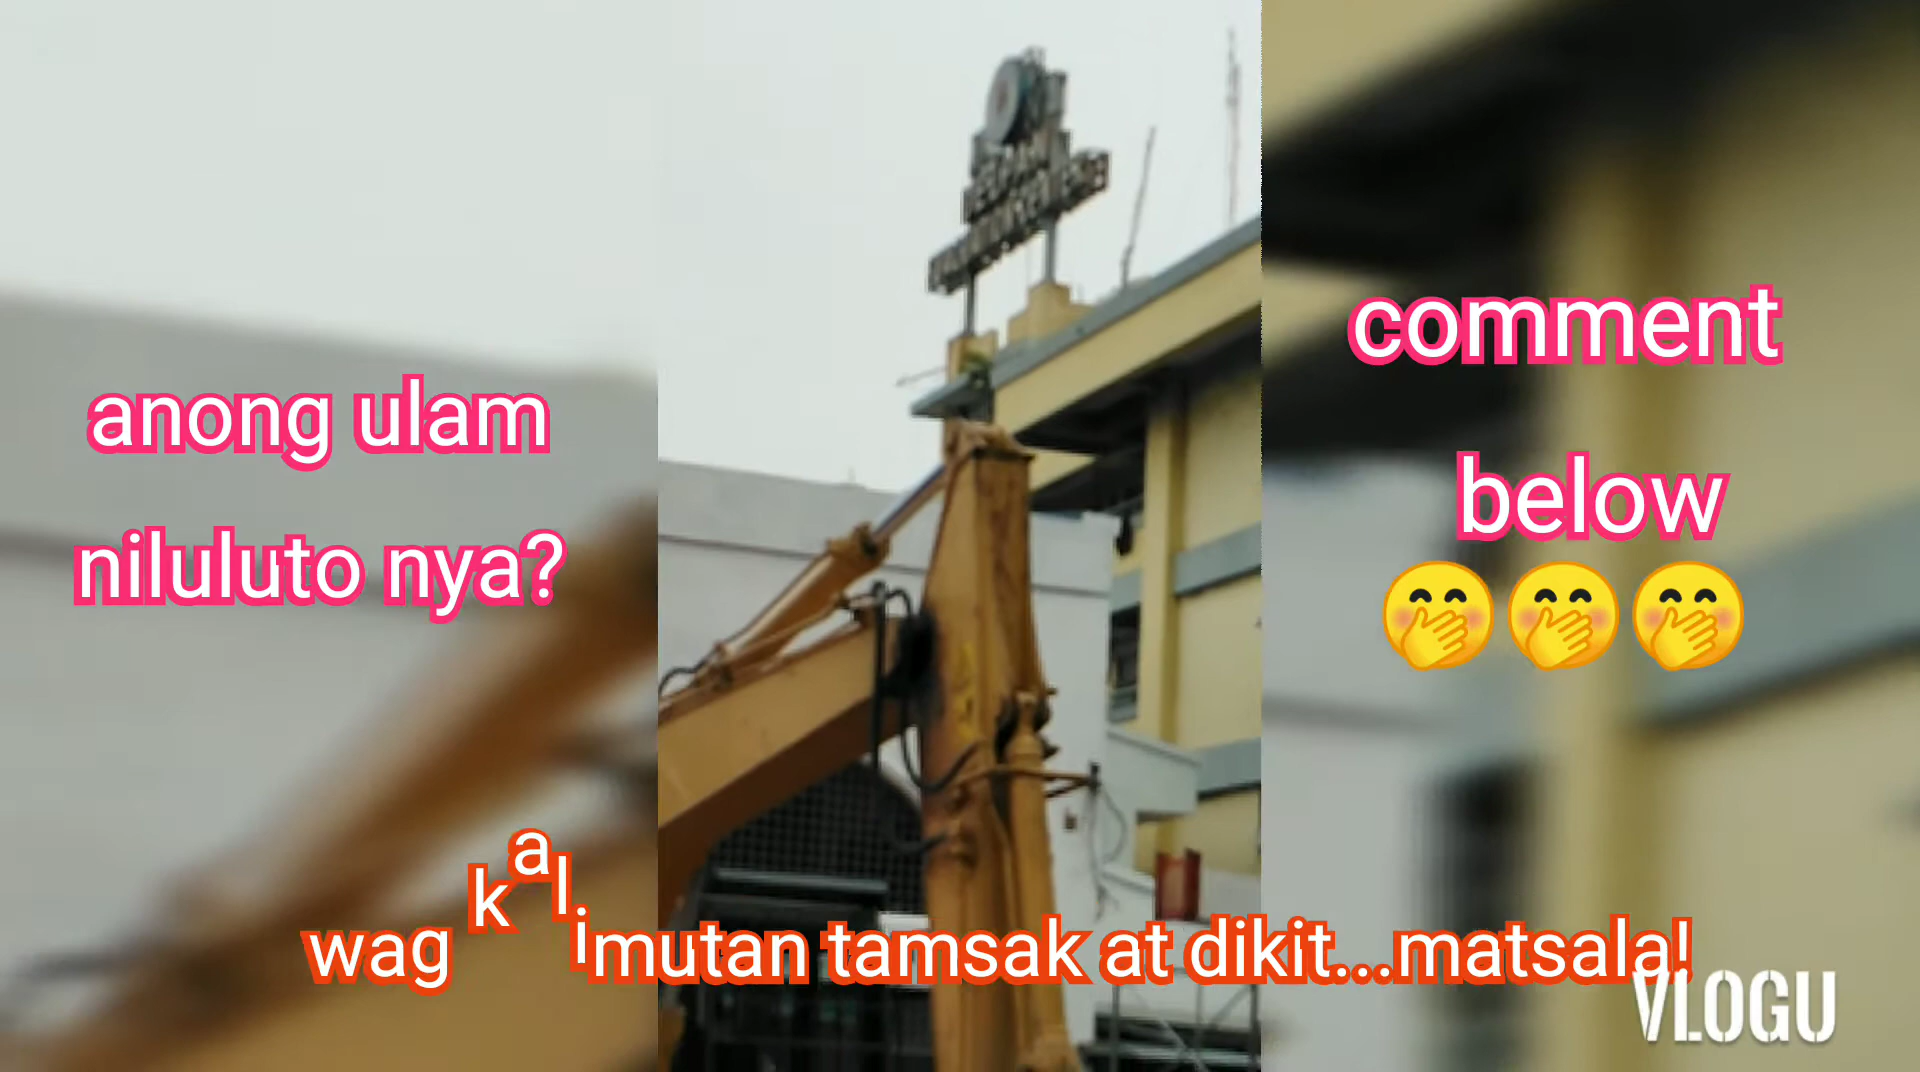 anong ulam
niluluto nya?
comment
below
🤭🤭🤭
wag kalimutan tamsak at dikit...matsala!
VLOGU